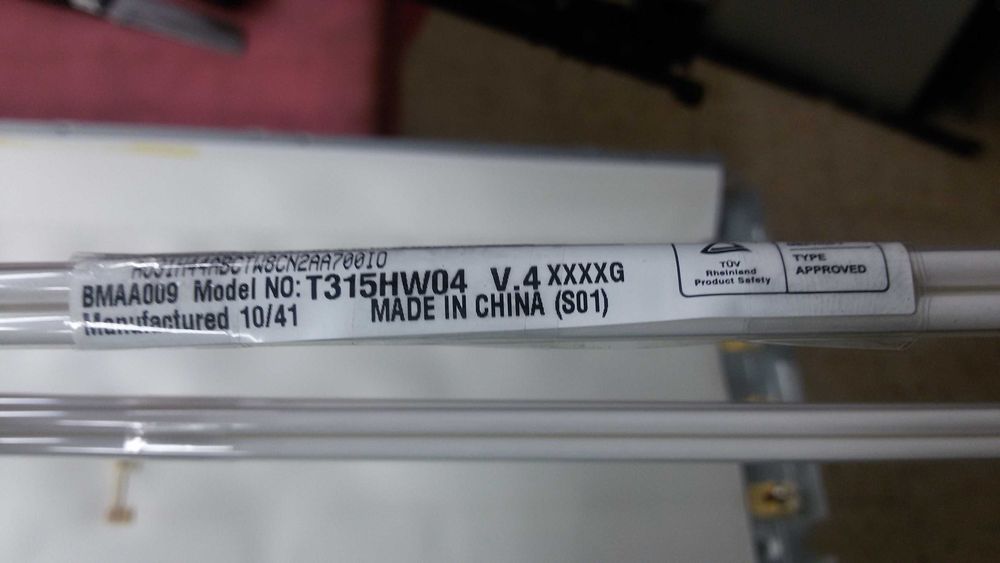 BMAA009 Model NO: T315HW04 V.4 XXXXG
Manufactured 10/41 MADE IN CHINA (S01)
TÜV
Rheinland
Product Safety
TYPE
APPROVED